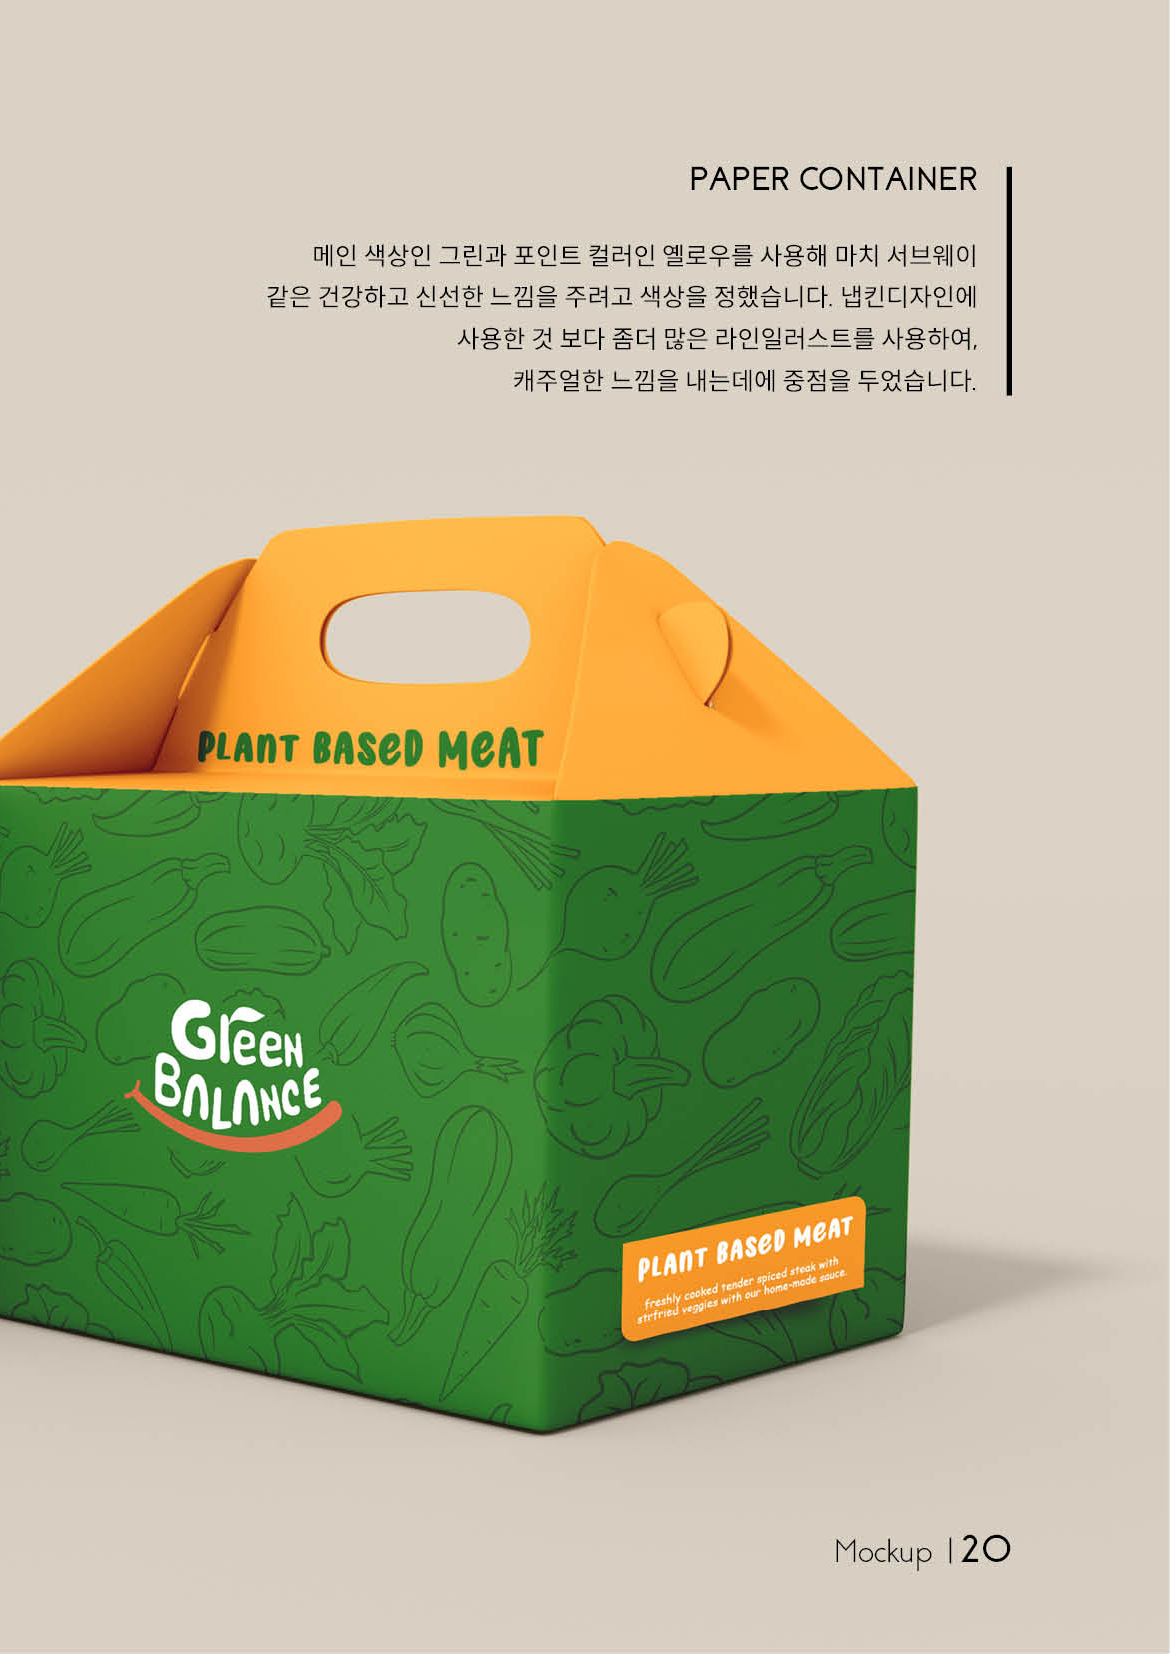 PAPER CONTAINER
메인 색상인 그린과 포인트 컬러인 옐로우를 사용해 마치 서브웨이
같은 건강하고 신선한 느낌을 주려고 색상을 정했습니다. 냅킨디자인에
사용한 것 보다 좀더 많은 라인일러스트를 사용하여,
캐주얼한 느낌을 내는데에 중점을 두었습니다.
PLANT BASED MEAT
Green
BALANCE
PLANT BASED MEAT
freshly cooked tender spiced steak with
strfried veggies with our home-made sauce.
Mockup | 20